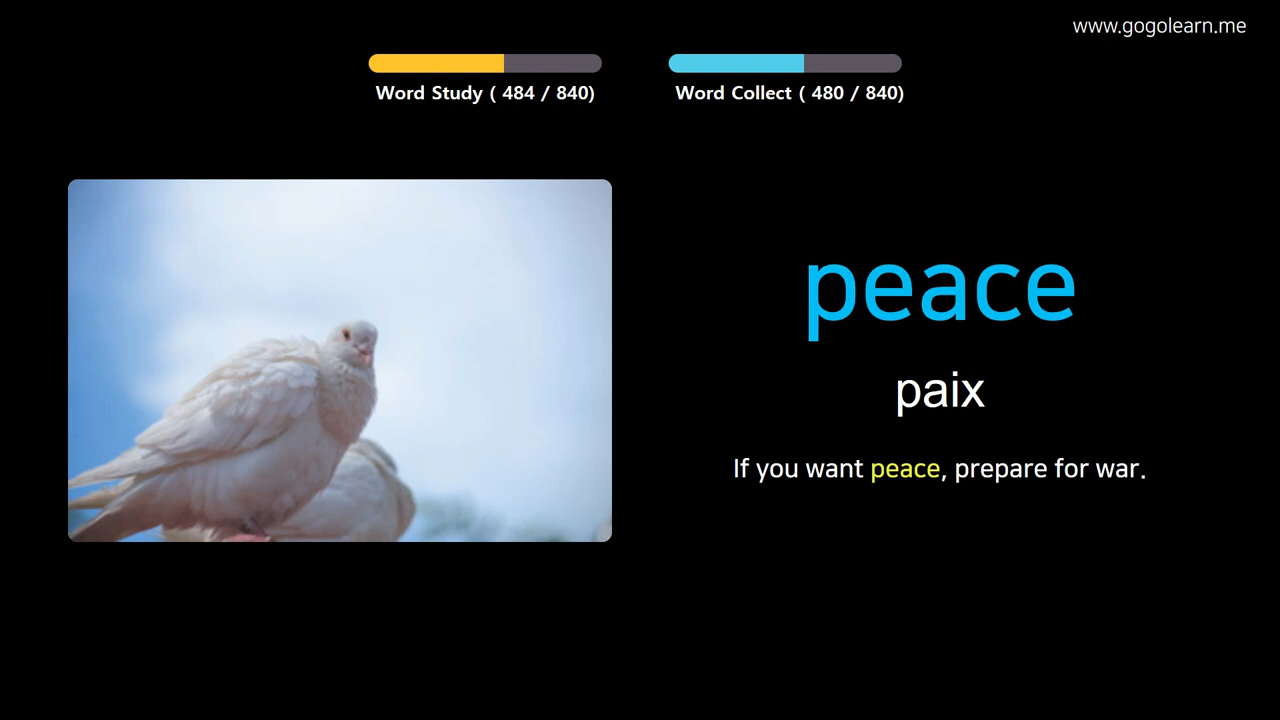 www.gogolearn.me
Word Study ( 484 / 840)
Word Collect ( 480 / 840)
peace
paix
If you want peace, prepare for war.